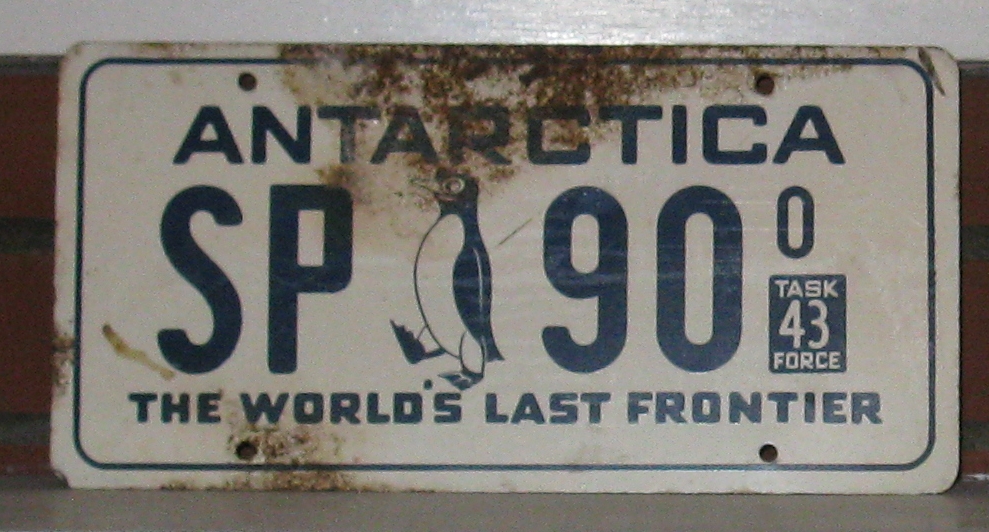 ANTARCTICA
SP 90 0
TASK
43
FORCE
THE WORLD'S LAST FRONTIER